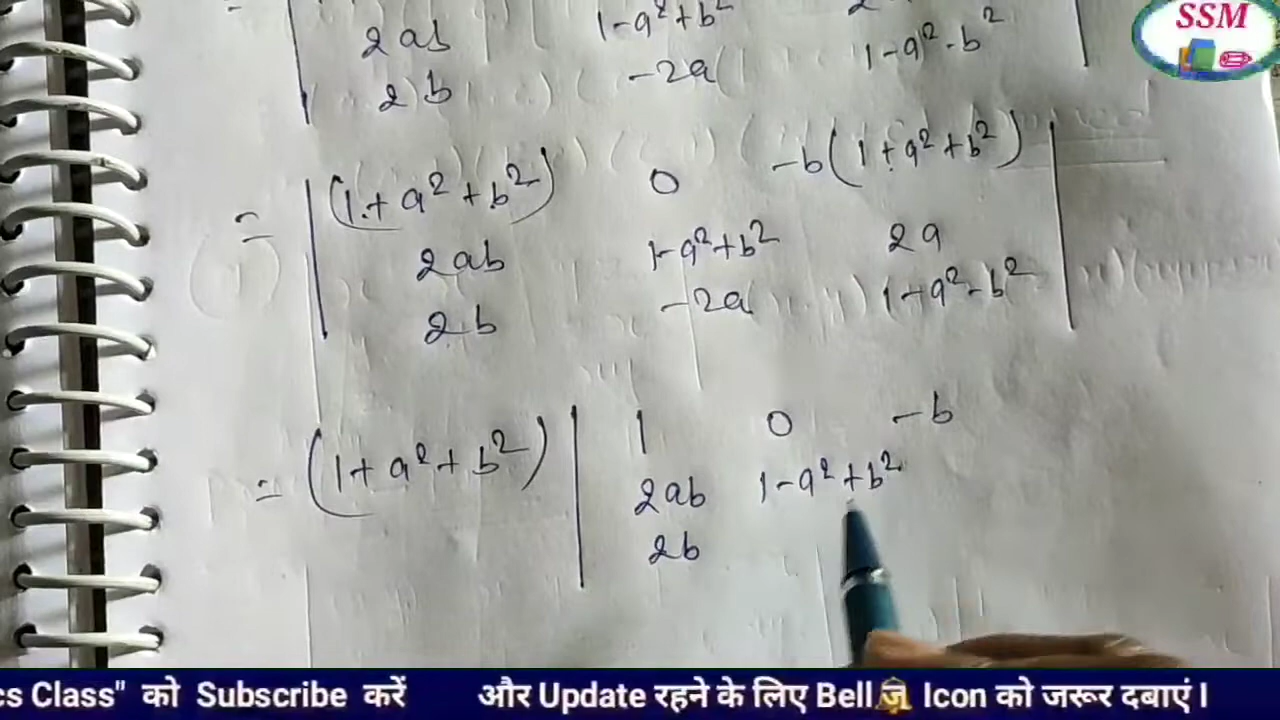 =
2ab 1-a²+b² 2
2b -2a 1-a²-b²
SSM
= | (1+a²+b²) 0 -b(1+a²+b²) |
2ab 1-a²+b² 2a
2b -2a 1-a²-b²
= (1+a²+b²) | 1 0 -b
2ab 1-a²+b²
2b
cs Class" को Subscribe करें और Update रहने के लिए Bell Icon को जरूर दबाएं l